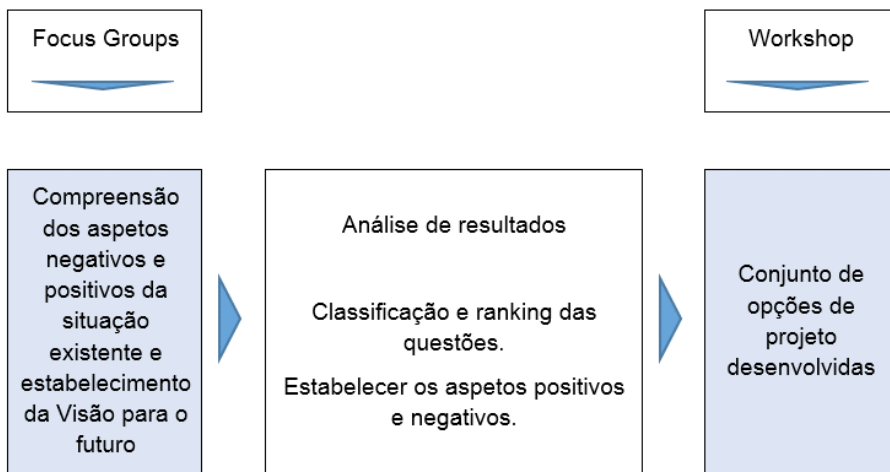 Focus Groups
Workshop
Compreensão
dos aspetos
negativos e
positivos da
situação
existente e
estabelecimento
da Visão para o
futuro
Análise de resultados
Classificação e ranking das
questões.
Estabelecer os aspetos positivos
e negativos.
Conjunto de
opções de
projeto
desenvolvidas